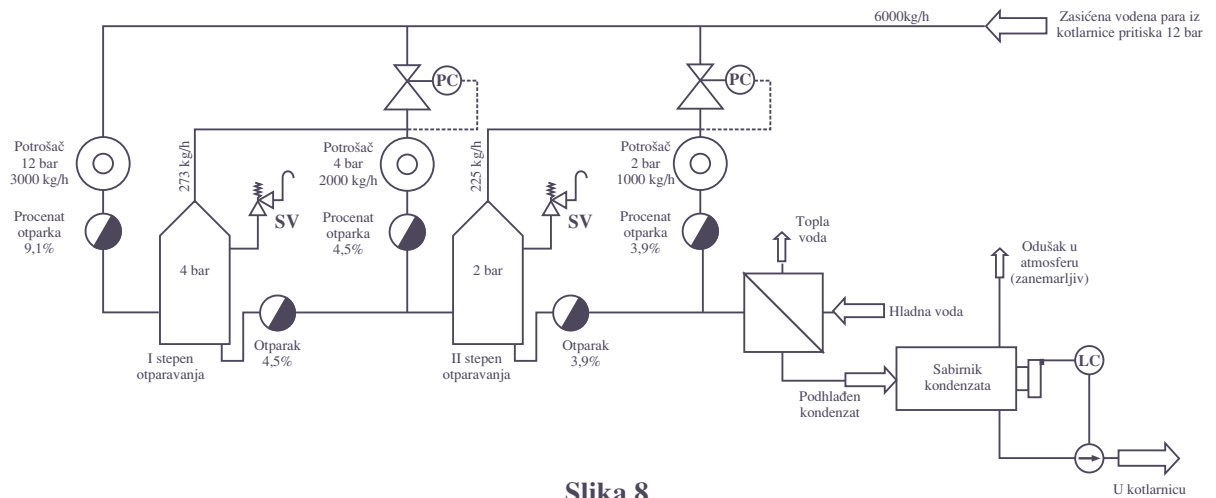 6000kg/h
Zasićena vodena para iz
kotlarnice pritiska 12 bar
PC
PC
Potrošač
12 bar
3000 kg/h
273 kg/h
Potrošač
4 bar
2000 kg/h
225 kg/h
Potrošač
2 bar
1000 kg/h
Procenat
otparka
9,1%
SV
Procenat
otparka
4,5%
SV
Procenat
otparka
3,9%
Topla
voda
Odušak u
atmosferu
(zanemarljiv)
4 bar
2 bar
Hladna voda
I stepen
otparavanja
Otparak
4,5%
II stepen
otparavanja
Otparak
3,9%
Sabirnik
kondenzata
LC
Podhlađen
kondenzat
U kotlarnicu
Slika 8